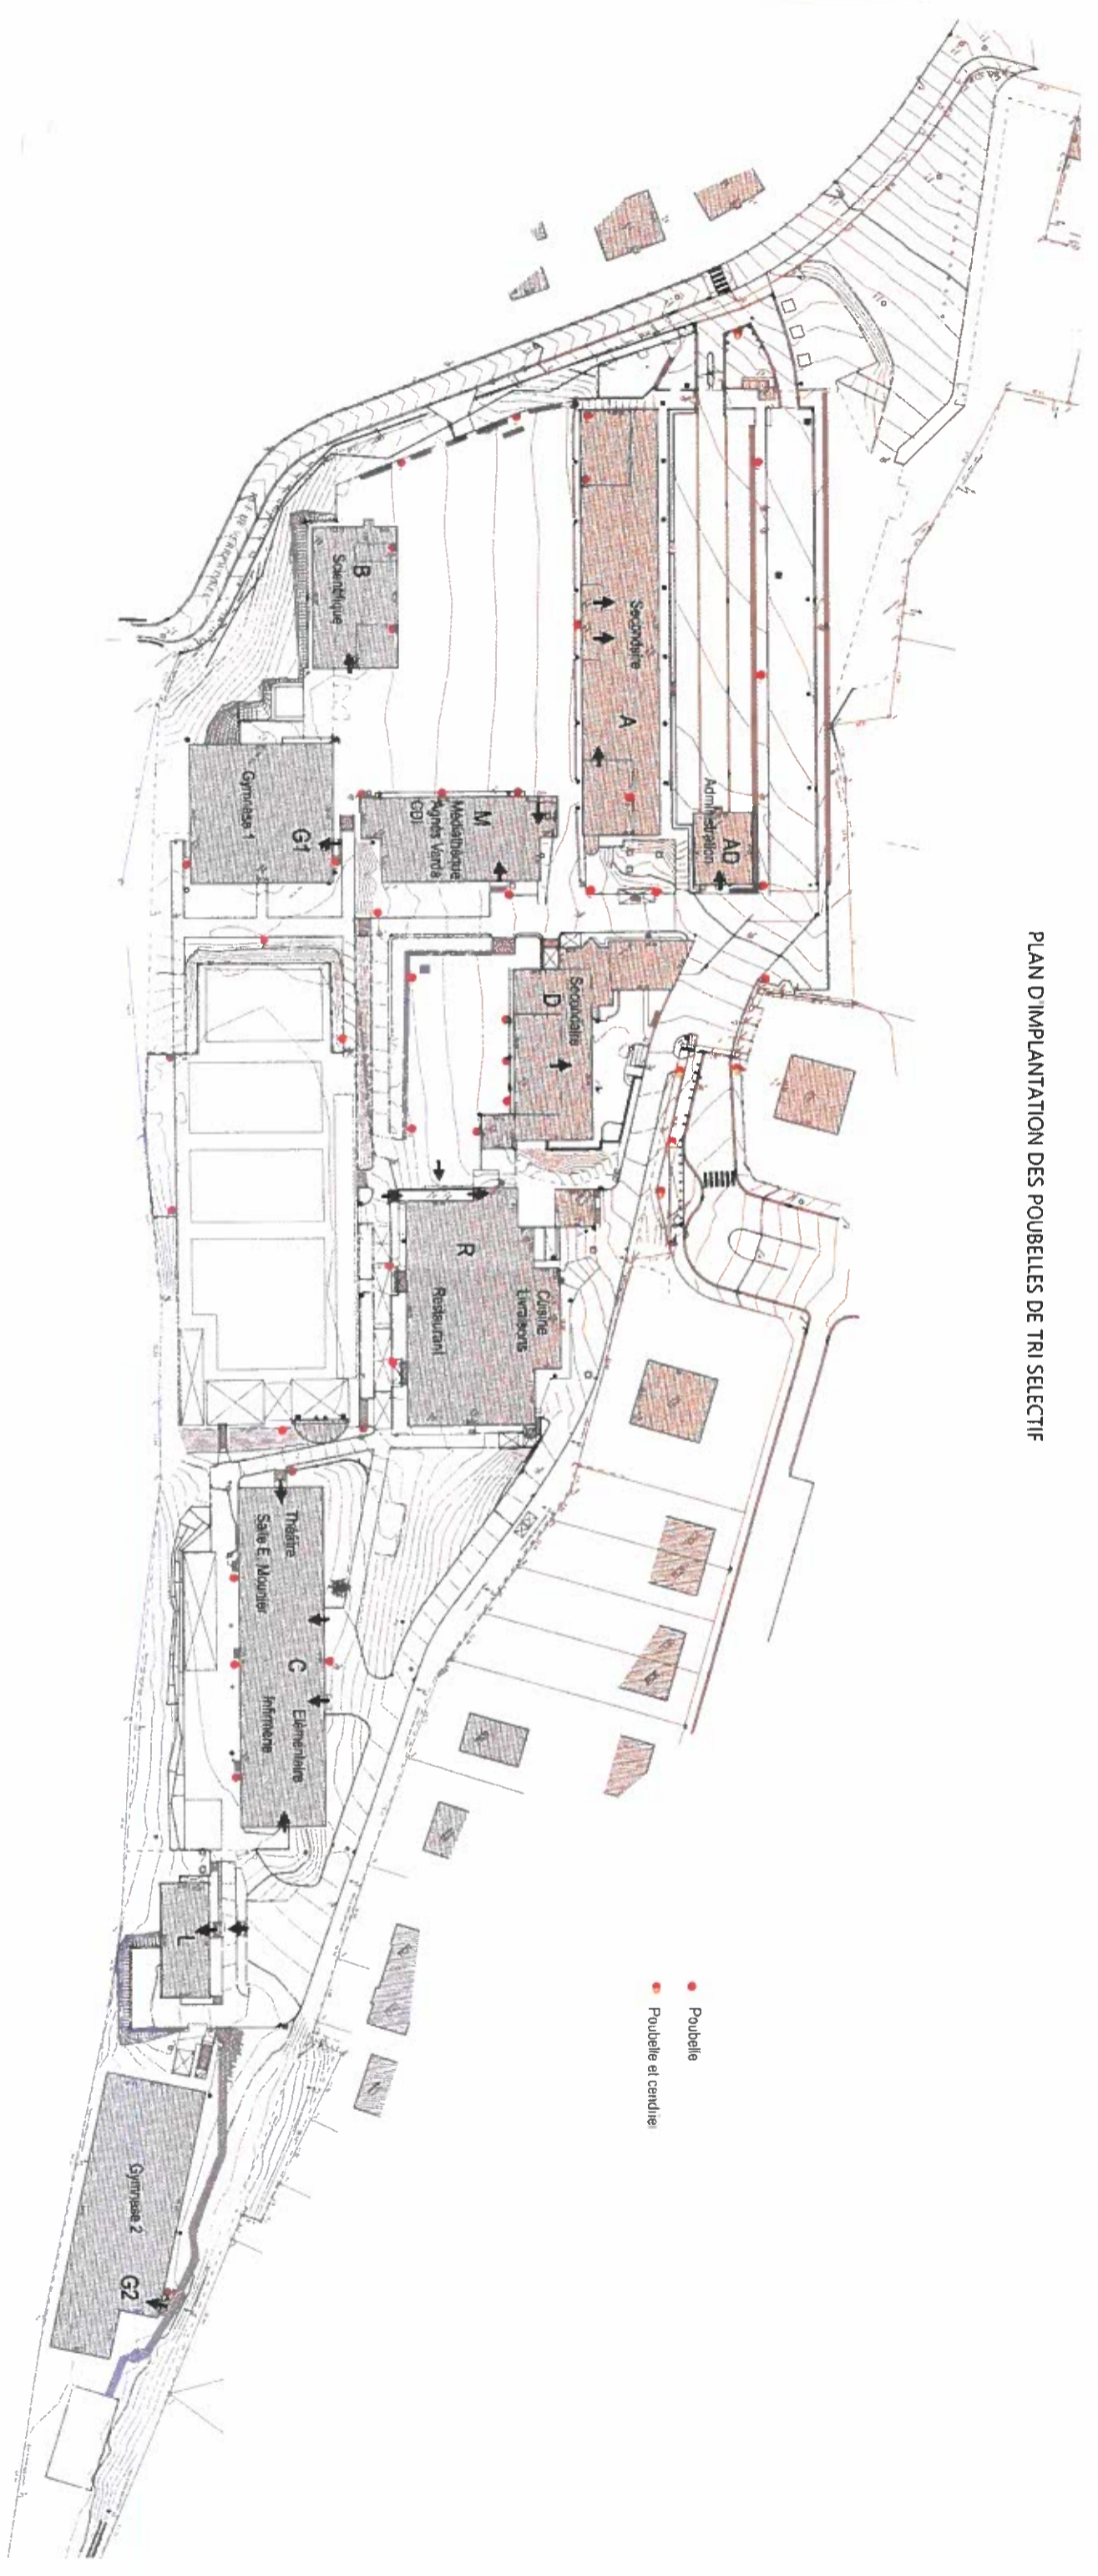 PLAN D'IMPLANTATION DES POUBELLES DE TRI SELECTIF
B
Scientifique
Secondaire
A
Administration
AD
Gymnase 1
G1
M
Médiathèque
Agnès Varda
CDI
Secondaire
D
R
Restaurant
Cuisine
Livraisons
Théâtre
Salle E. Mounier
C
Elémentaire
Infirmerie
L
Gymnase 2
G2
Poubelle
Poubelle et cendrier